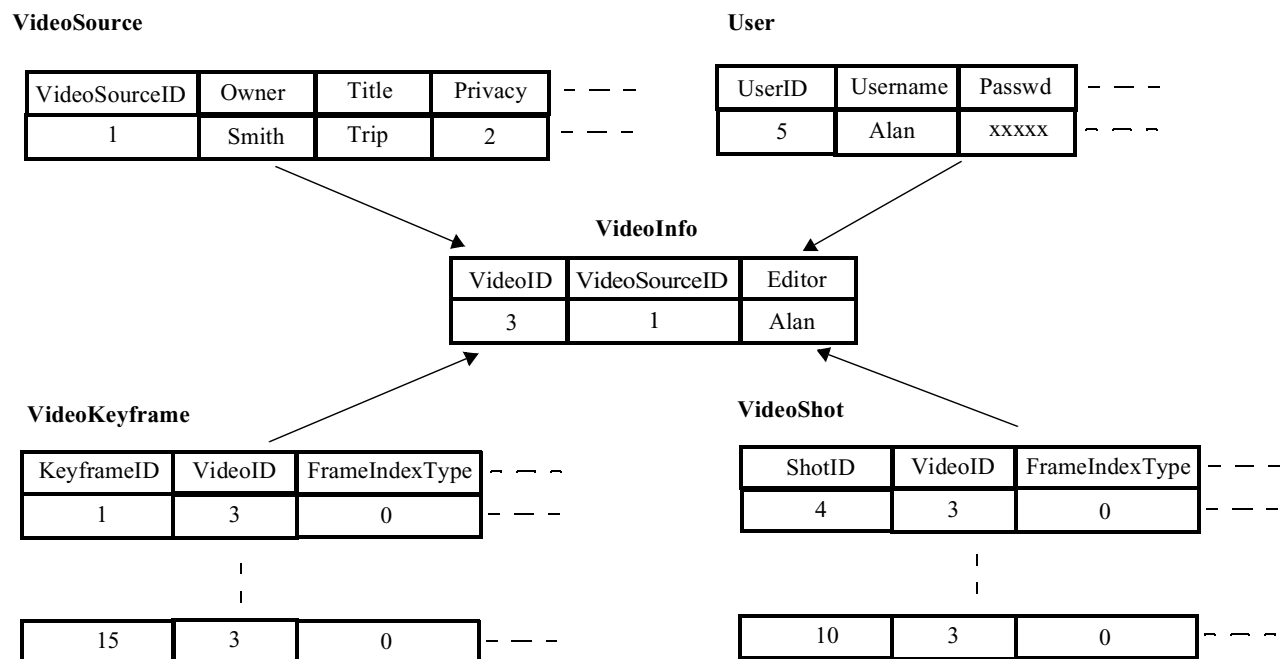 VideoSource
User
VideoSourceID Owner Title Privacy
1 Smith Trip 2
UserID Username Passwd
5 Alan xxxxx
VideoInfo
VideoID VideoSourceID Editor
3 1 Alan
VideoKeyframe
VideoShot
KeyframeID VideoID FrameIndexType
1 3 0
15 3 0
ShotID VideoID FrameIndexType
4 3 0
10 3 0